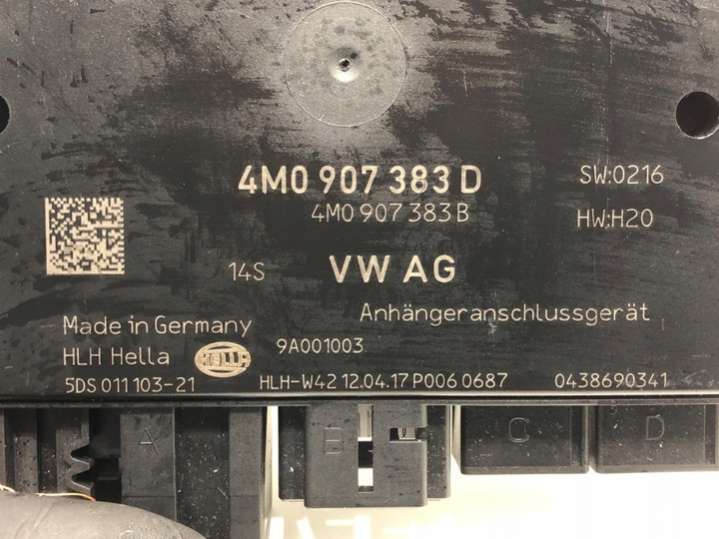 4M0 907 383 D
SW:0216
4M0 907 383 B
HW:H20
14S
VW AG
Anhängeranschlussgerät
Made in Germany
9A001003
HLH Hella
HELLA
5DS 011 103-21
HLH-W42 12.04.17 P006 0687
0438690341
A
B
C
D